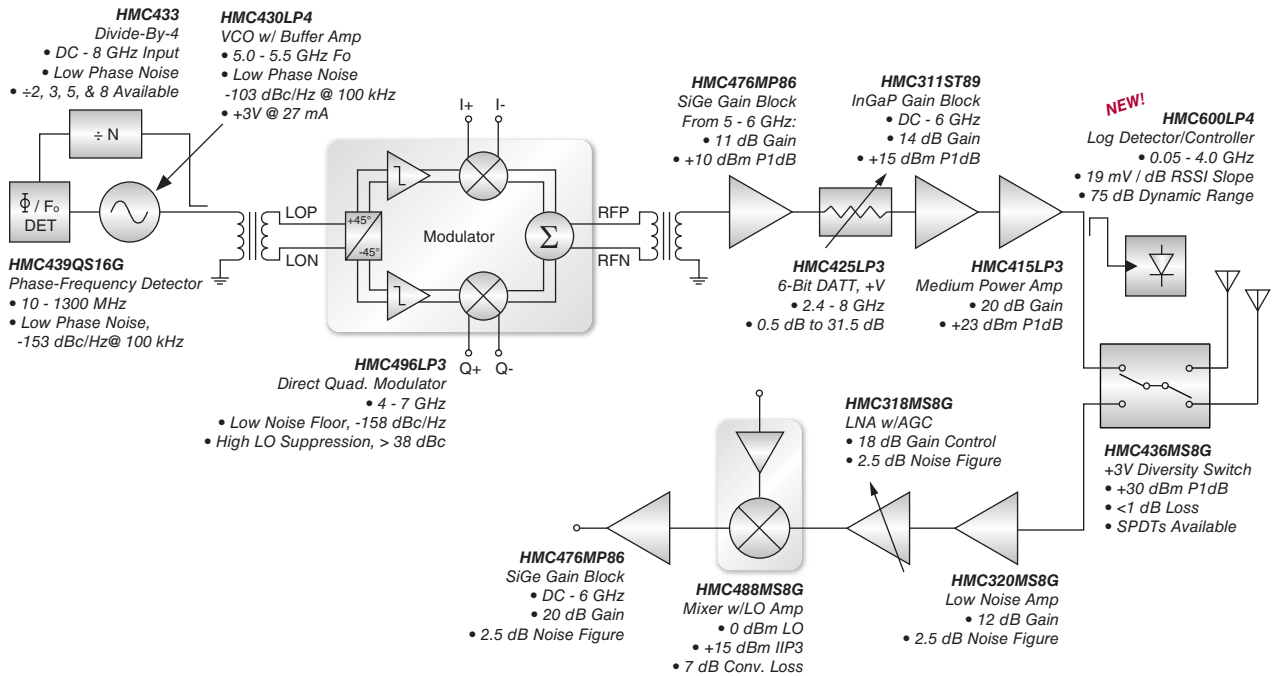 HMC433
Divide-By-4
• DC - 8 GHz Input
• Low Phase Noise
• ÷2, 3, 5, & 8 Available
HMC430LP4
VCO w/ Buffer Amp
• 5.0 - 5.5 GHz Fo
• Low Phase Noise
-103 dBc/Hz @ 100 kHz
• +3V @ 27 mA
÷ N
Φ / Fo
DET
HMC439QS16G
Phase-Frequency Detector
• 10 - 1300 MHz
• Low Phase Noise,
-153 dBc/Hz@ 100 kHz
LOP
LON
+45°
-45°
I+ I-
Modulator
Σ
Q+ Q-
RFP
RFN
HMC496LP3
Direct Quad. Modulator
• 4 - 7 GHz
• Low Noise Floor, -158 dBc/Hz
• High LO Suppression, > 38 dBc
HMC476MP86
SiGe Gain Block
From 5 - 6 GHz:
• 11 dB Gain
• +10 dBm P1dB
HMC311ST89
InGaP Gain Block
• DC - 6 GHz
• 14 dB Gain
• +15 dBm P1dB
NEW!
HMC600LP4
Log Detector/Controller
• 0.05 - 4.0 GHz
• 19 mV / dB RSSI Slope
• 75 dB Dynamic Range
HMC425LP3
6-Bit DATT, +V
• 2.4 - 8 GHz
• 0.5 dB to 31.5 dB
HMC415LP3
Medium Power Amp
• 20 dB Gain
• +23 dBm P1dB
HMC436MS8G
+3V Diversity Switch
• +30 dBm P1dB
• <1 dB Loss
• SPDTs Available
HMC318MS8G
LNA w/AGC
• 18 dB Gain Control
• 2.5 dB Noise Figure
HMC476MP86
SiGe Gain Block
• DC - 6 GHz
• 20 dB Gain
• 2.5 dB Noise Figure
HMC488MS8G
Mixer w/LO Amp
• 0 dBm LO
• +15 dBm IIP3
• 7 dB Conv. Loss
HMC320MS8G
Low Noise Amp
• 12 dB Gain
• 2.5 dB Noise Figure